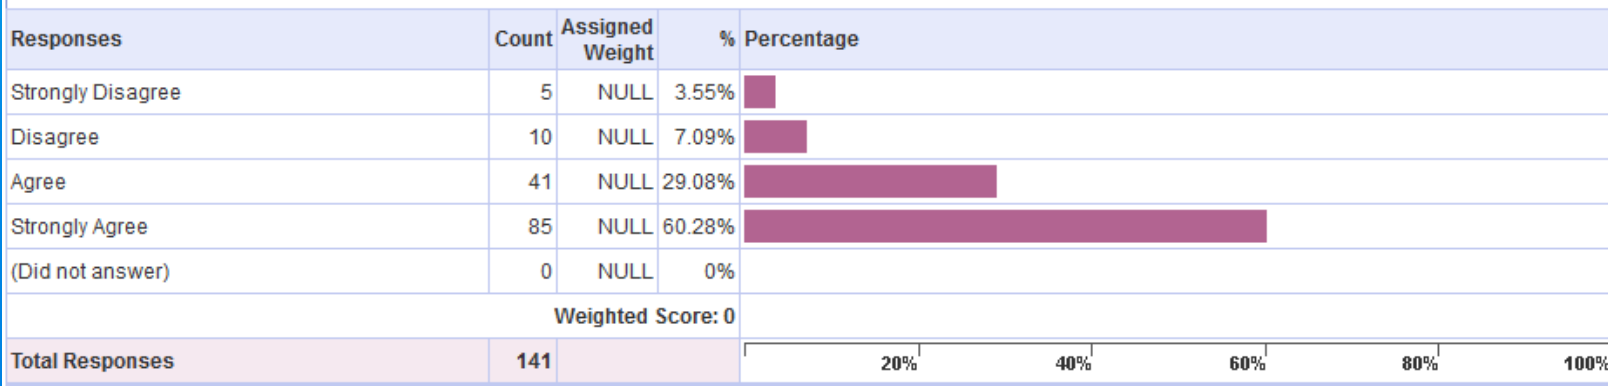 Responses Count Assigned Weight % Percentage
Strongly Disagree 5 NULL 3.55%
Disagree 10 NULL 7.09%
Agree 41 NULL 29.08%
Strongly Agree 85 NULL 60.28%
(Did not answer) 0 NULL 0%
Weighted Score: 0
Total Responses 141 20% 40% 60% 80% 100%